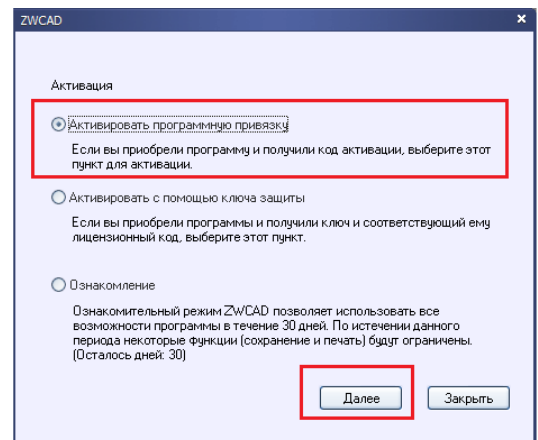 ZWCAD
Активация
Активировать программную привязку
Если вы приобрели программу и получили код активации, выберите этот
пункт для активации.
Активировать с помощью ключа защиты
Если вы приобрели программы и получили ключ и соответствующий ему
лицензионный код, выберите этот пункт.
Ознакомление
Ознакомительный режим ZWCAD позволяет использовать все
возможности программы в течение 30 дней. По истечении данного
периода некоторые функции (сохранение и печать) будут ограничены.
(Осталось дней: 30)
Далее Закрыть